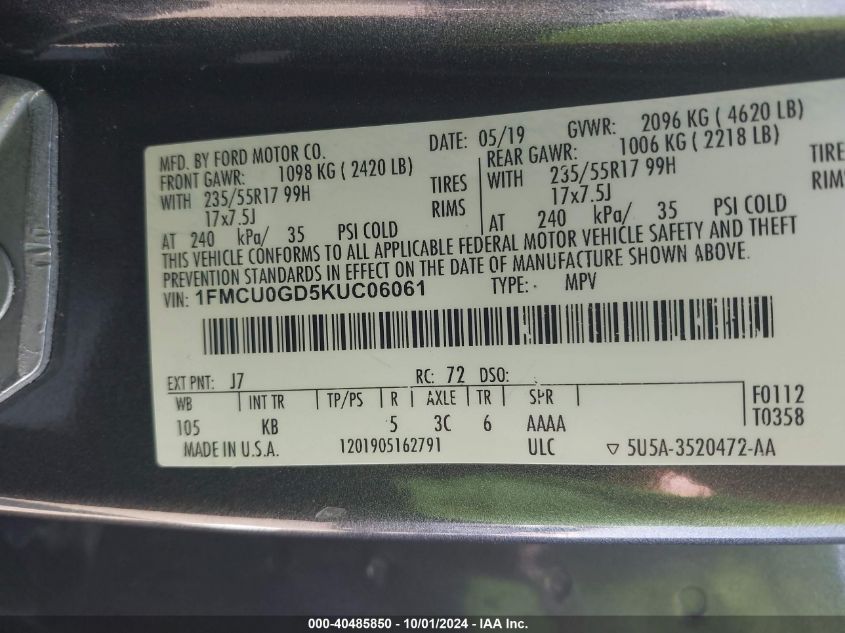 MFD. BY FORD MOTOR CO. DATE: 05/19 GVWR: 2096 KG ( 4620 LB)
FRONT GAWR: 1098 KG ( 2420 LB) REAR GAWR: 1006 KG ( 2218 LB)
WITH 235/55R17 99H TIRES WITH 235/55R17 99H TIRE
17x7.5J RIMS 17x7.5J RIM
AT 240 kPa/ 35 PSI COLD AT 240 kPa/ 35 PSI COLD
THIS VEHICLE CONFORMS TO ALL APPLICABLE FEDERAL MOTOR VEHICLE SAFETY AND THEFT
PREVENTION STANDARDS IN EFFECT ON THE DATE OF MANUFACTURE SHOWN ABOVE.
VIN: 1FMCU0GD5KUC06061 TYPE: MPV
EXT PNT: J7 RC: 72 DSO:
WB INT TR TP/PS R AXLE TR SPR F0112
105 KB 5 3C 6 AAAA T0358
MADE IN U.S.A. 1201905162791 ULC ▽ 5U5A-3520472-AA
000-40485850 - 10/01/2024 - Copyright © 2024 IAA, Inc.